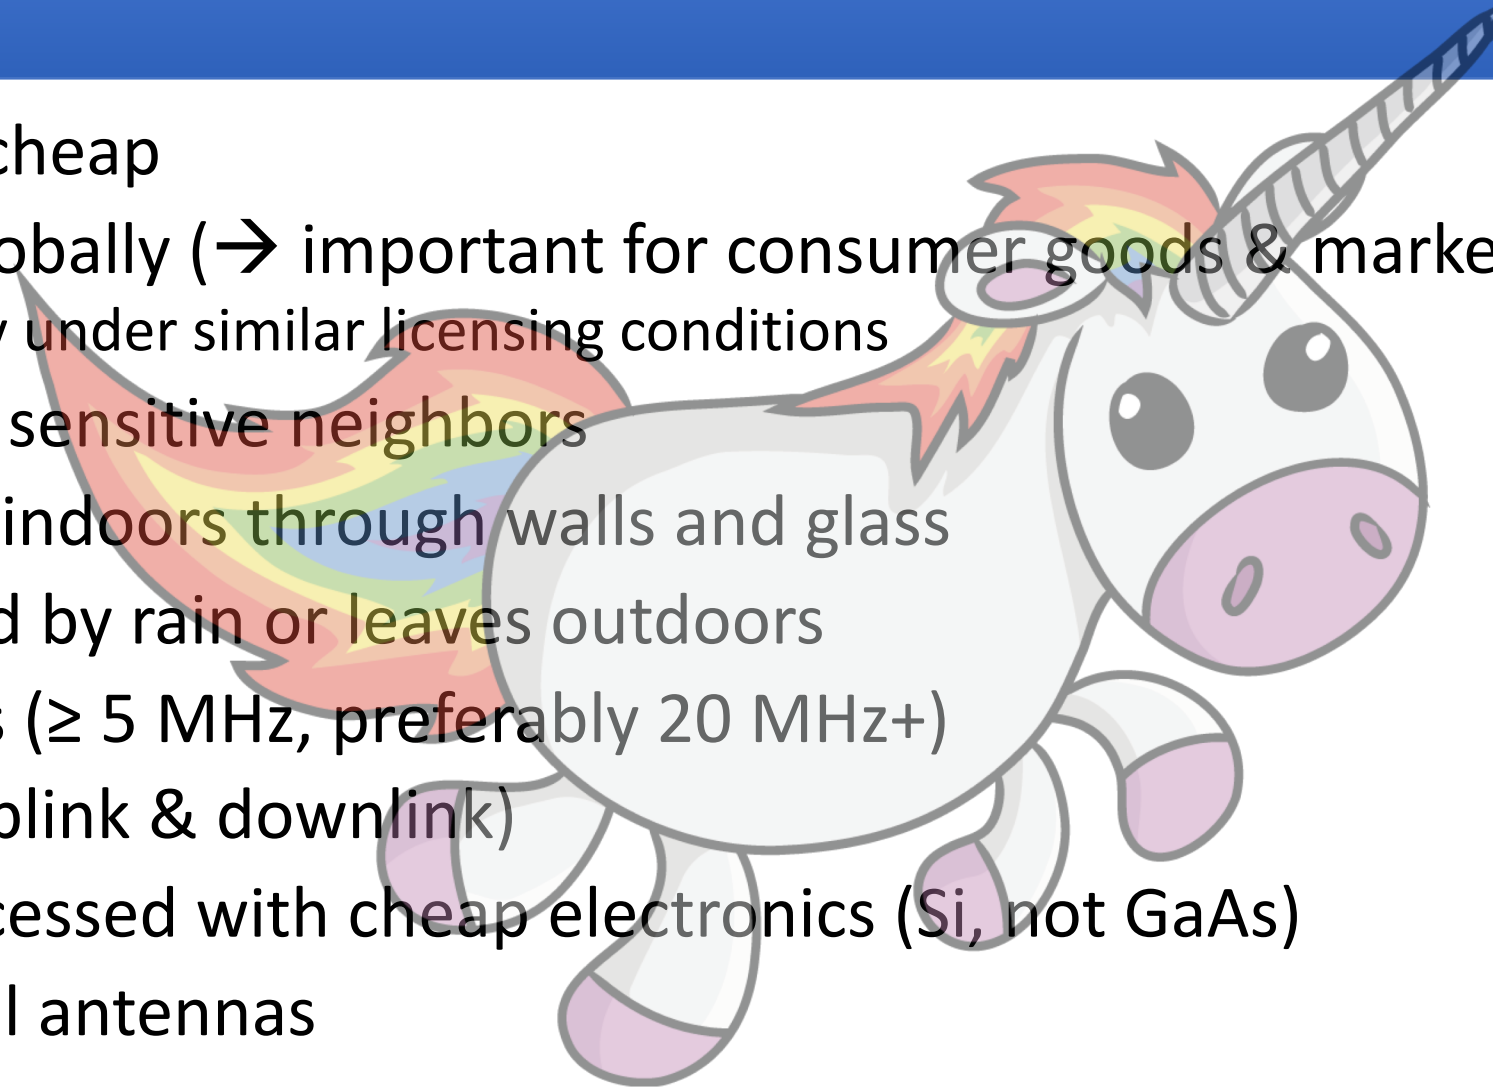 cheap
obally (→ important for consumer goods & marke
under similar licensing conditions
sensitive neighbors
indoors through walls and glass
d by rain or leaves outdoors
s (≥ 5 MHz, preferably 20 MHz+)
plink & downlink)
cessed with cheap electronics (Si, not GaAs)
l antennas